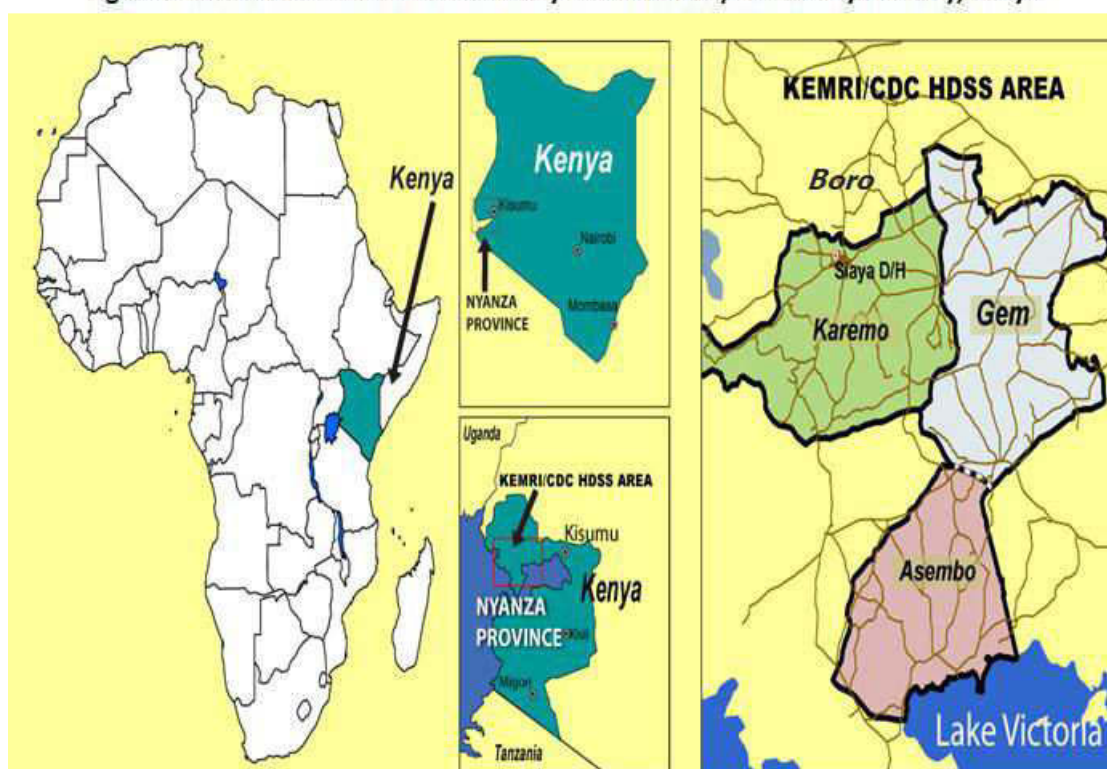 Kenya
Kenya
Kisumu
Nairobi
Mombasa
NYANZA
PROVINCE
Uganda
KEMRI/CDC HDSS AREA
Kisumu
Kenya
NYANZA
PROVINCE
Kisii
Migori
Tanzania
KEMRI/CDC HDSS AREA
Boro
Siaya D/H
Karemo
Gem
Asembo
Lake Victoria